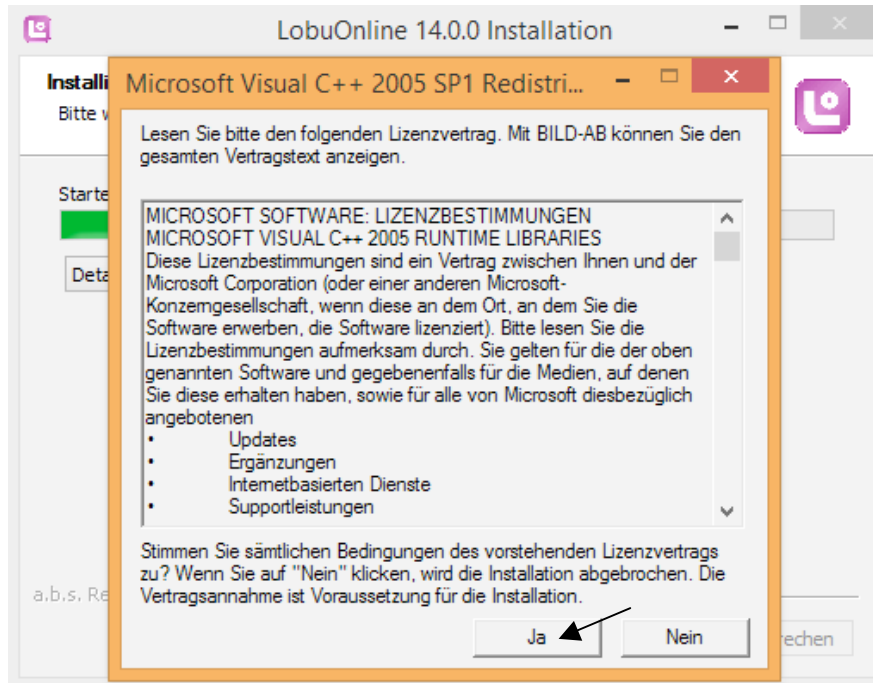 LobuOnline 14.0.0 Installation
Microsoft Visual C++ 2005 SP1 Redistri...
Lesen Sie bitte den folgenden Lizenzvertrag. Mit BILD-AB können Sie den
gesamten Vertragstext anzeigen.
MICROSOFT SOFTWARE: LIZENZBESTIMMUNGEN
MICROSOFT VISUAL C++ 2005 RUNTIME LIBRARIES
Diese Lizenzbestimmungen sind ein Vertrag zwischen Ihnen und der
Microsoft Corporation (oder einer anderen Microsoft-
Konzerngesellschaft, wenn diese an dem Ort, an dem Sie die
Software erwerben, die Software lizenziert). Bitte lesen Sie die
Lizenzbestimmungen aufmerksam durch. Sie gelten für die der oben
genannten Software und gegebenenfalls für die Medien, auf denen
Sie diese erhalten haben, sowie für alle von Microsoft diesbezüglich
angebotenen
• Updates
• Ergänzungen
• Internetbasierten Dienste
• Supportleistungen
Stimmen Sie sämtlichen Bedingungen des vorstehenden Lizenzvertrags
zu? Wenn Sie auf "Nein" klicken, wird die Installation abgebrochen. Die
Vertragsannahme ist Voraussetzung für die Installation.
Ja
Nein
Installi
Bitte
Starte
Deta
a.b.s. Re
echen